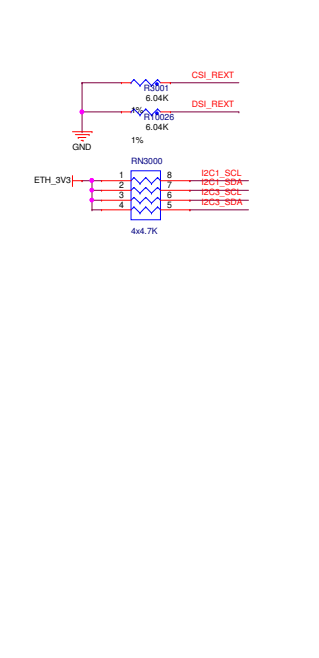 CSI_REXT
R3001
6.04K
1%
DSI_REXT
R10026
6.04K
1%
GND
RN3000
ETH_3V3
1 8 I2C1_SCL
2 7 I2C1_SDA
3 6 I2C3_SCL
4 5 I2C3_SDA
4x4.7K